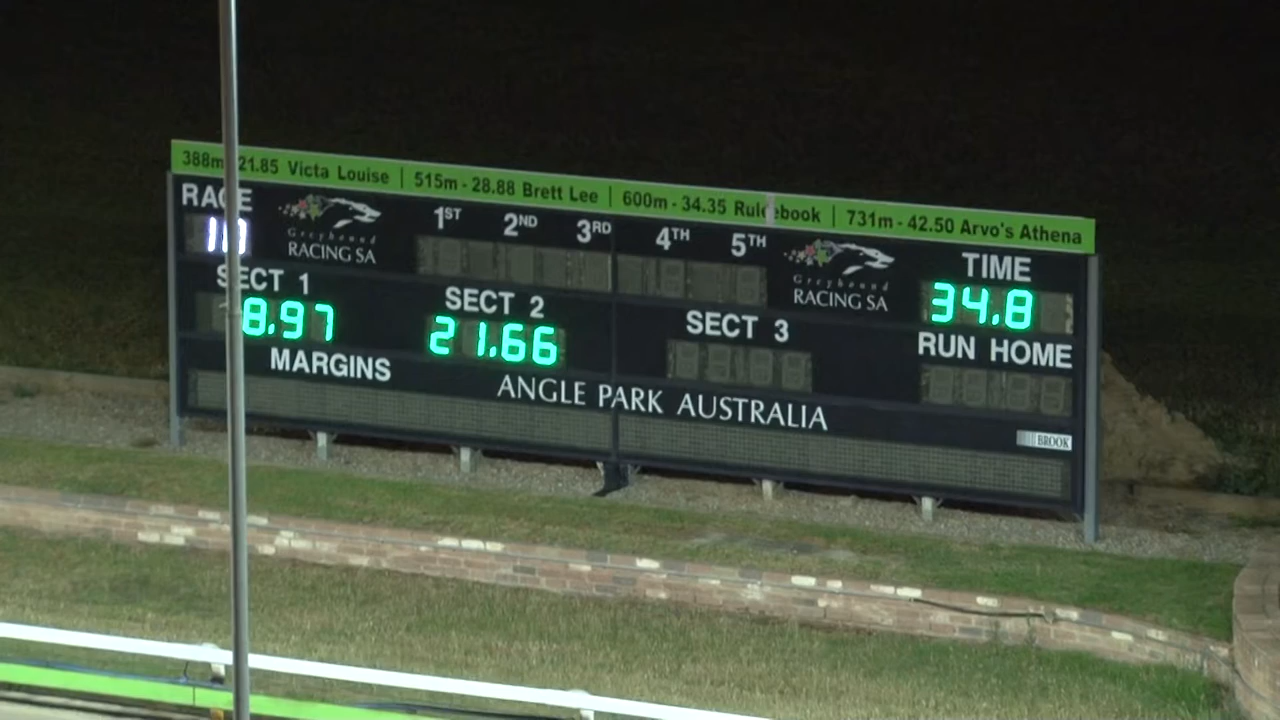 388m - 21.85 Victa Louise | 515m - 28.88 Brett Lee | 600m - 34.35 Rulebook | 731m - 42.50 Arvo's Athena
RACE
10
Greyhound
RACING SA
1ST 2ND 3RD 4TH 5TH
Greyhound
RACING SA
TIME
34.8
SECT 1
8.97
SECT 2
21.66
SECT 3
RUN HOME
MARGINS
ANGLE PARK AUSTRALIA
BROOK